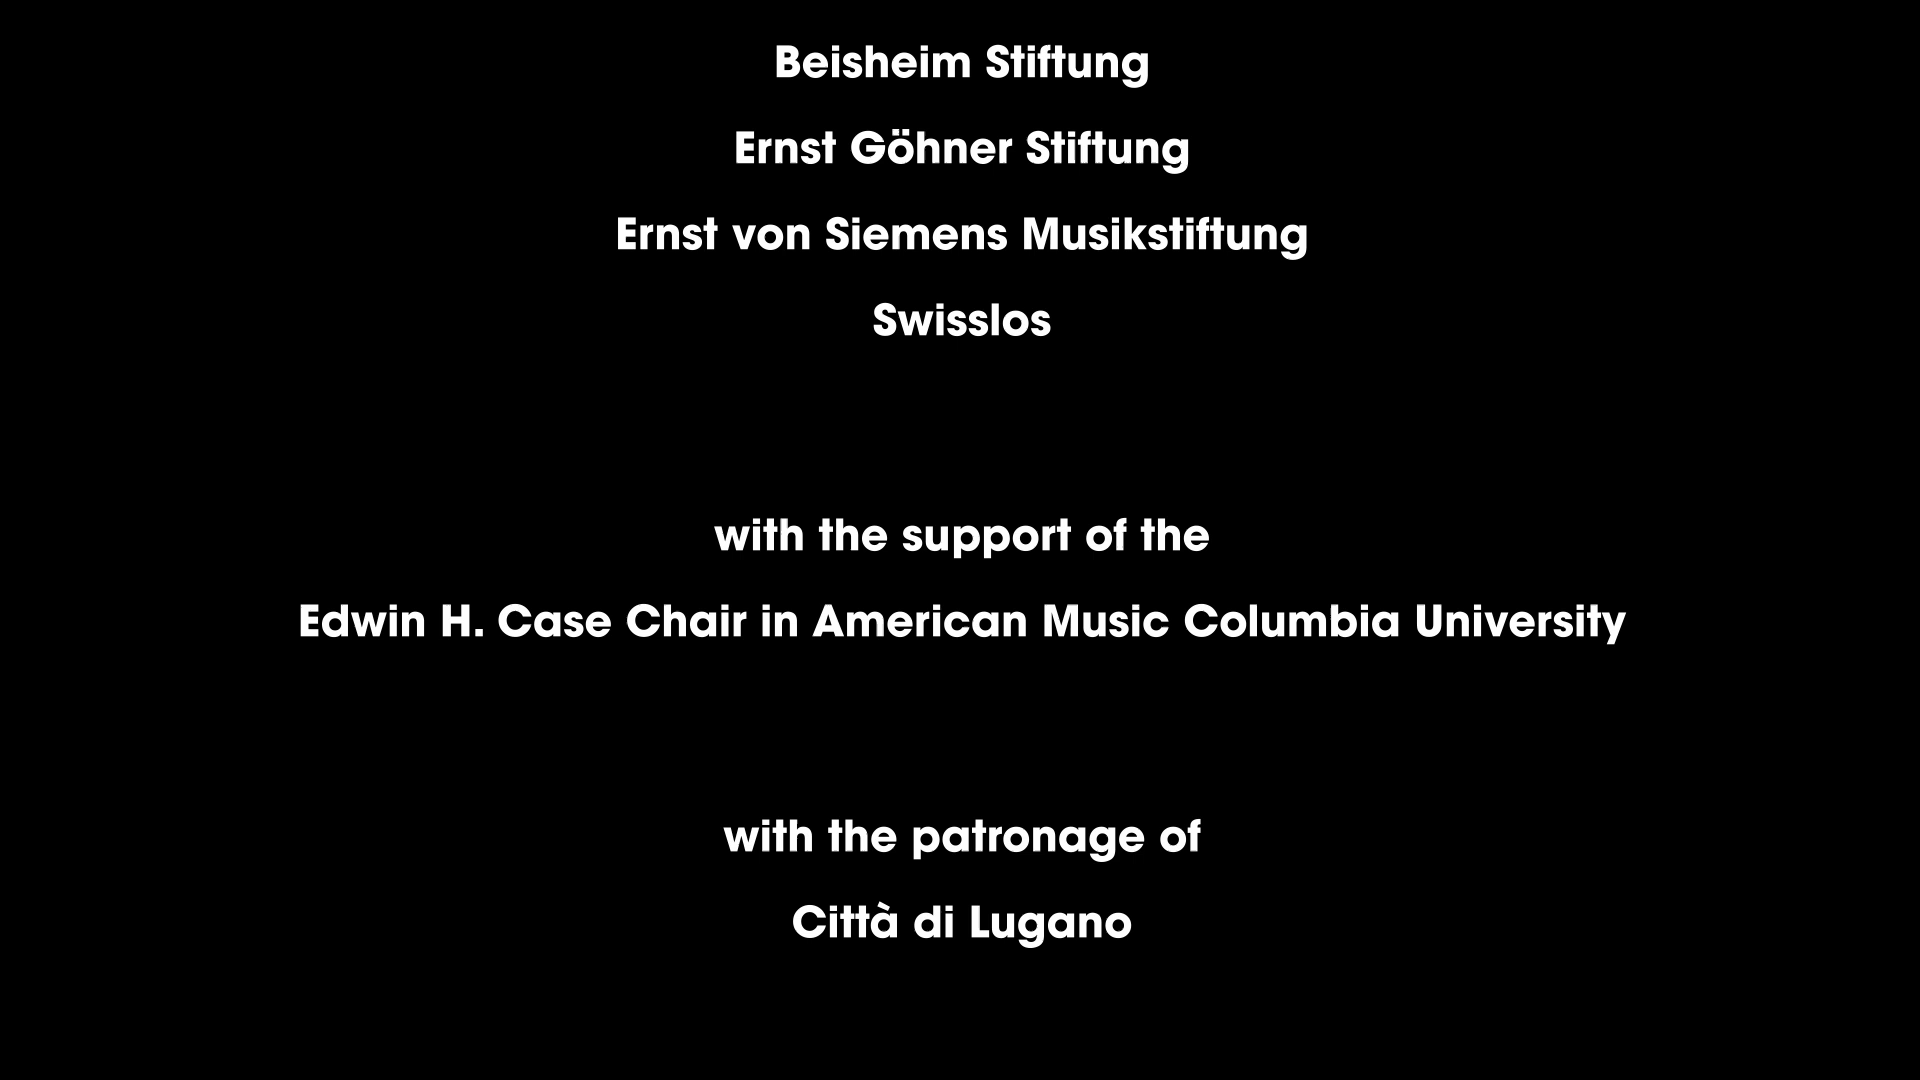 Beisheim Stiftung
Ernst Göhner Stiftung
Ernst von Siemens Musikstiftung
Swisslos
with the support of the
Edwin H. Case Chair in American Music Columbia University
with the patronage of
Città di Lugano